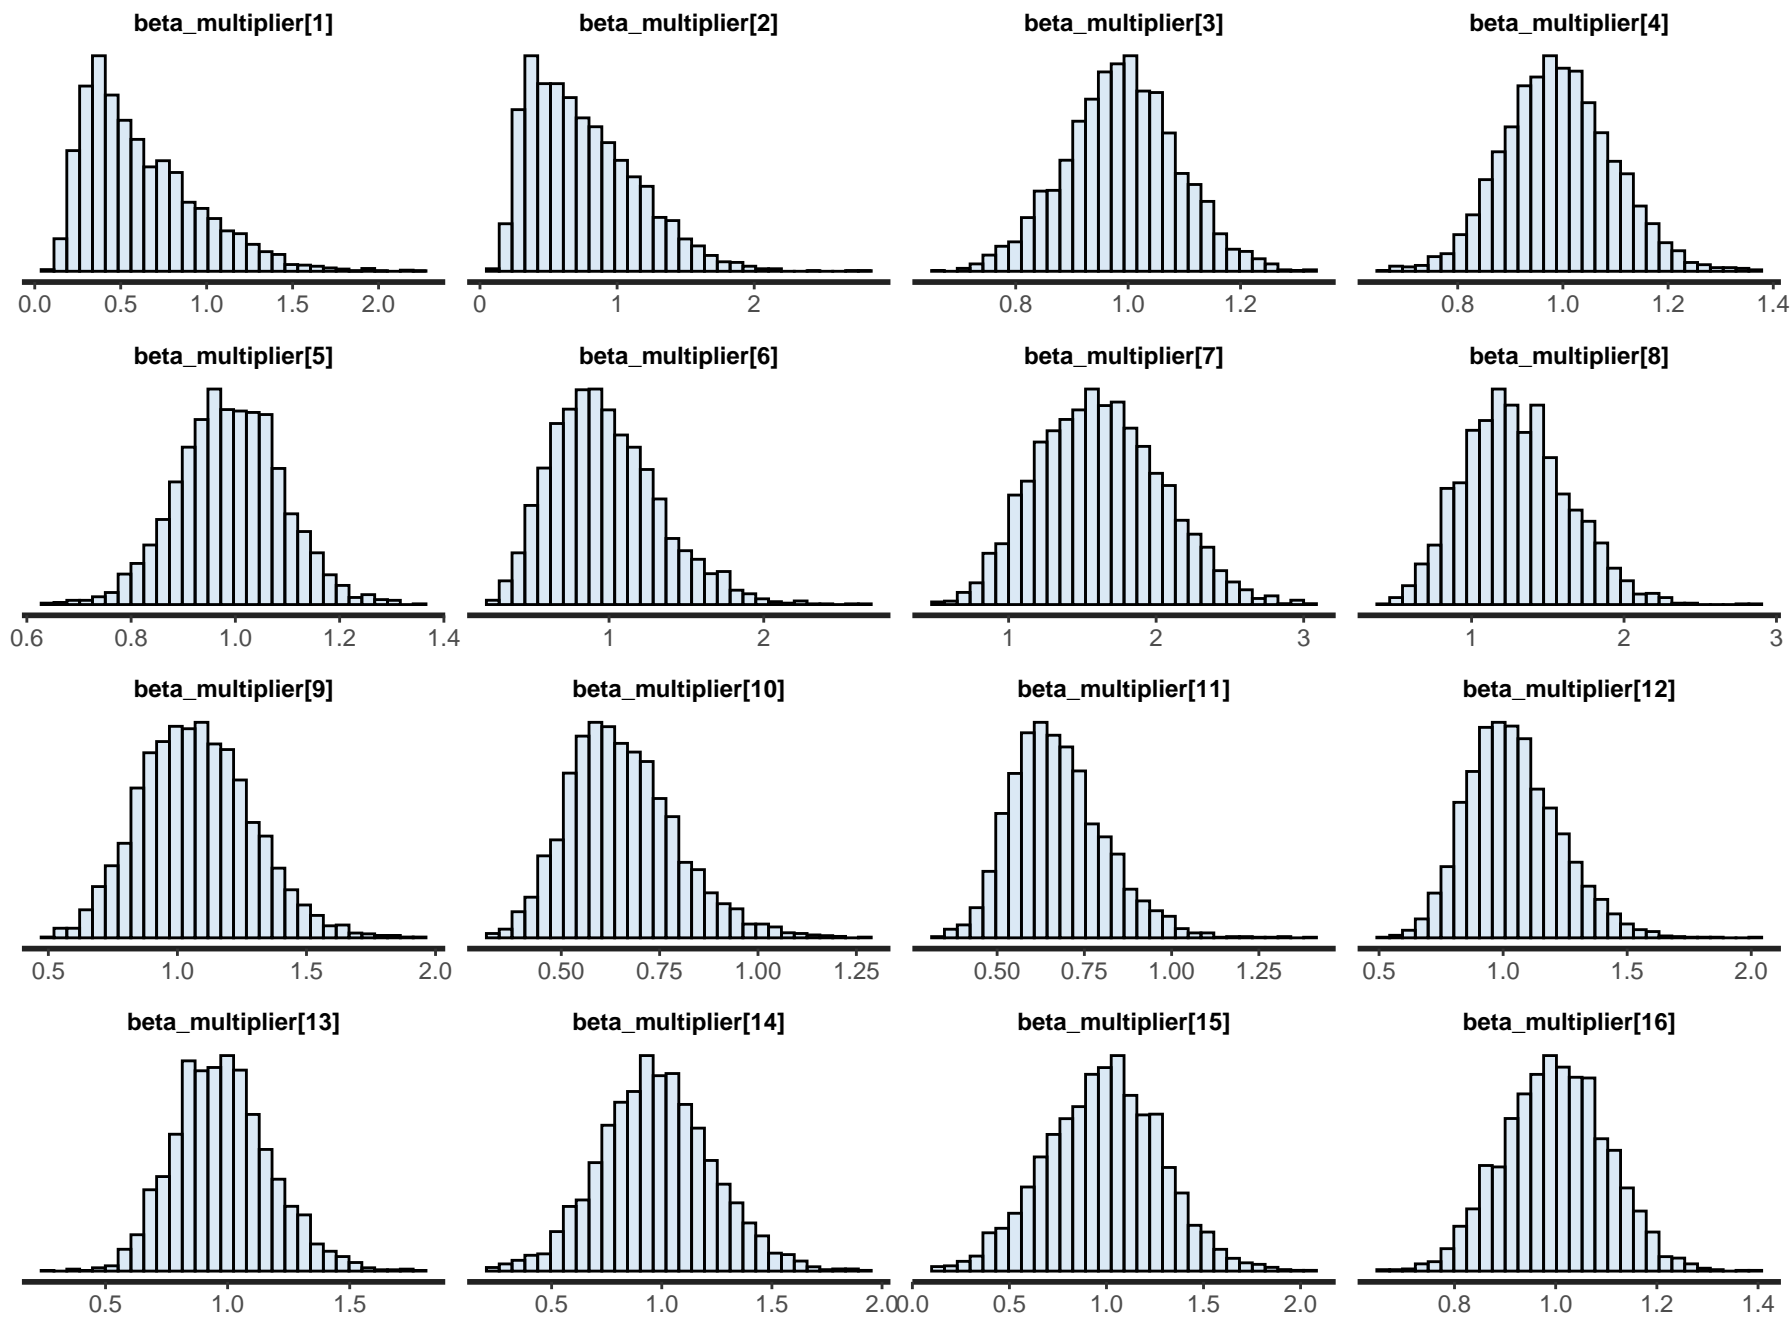 beta_multiplier[1] beta_multiplier[2] beta_multiplier[3] beta_multiplier[4]
0.0 0.5 1.0 1.5 2.0 0 1 2 0.8 1.0 1.2 0.8 1.0 1.2 1.4
beta_multiplier[5] beta_multiplier[6] beta_multiplier[7] beta_multiplier[8]
0.6 0.8 1.0 1.2 1.4 1 2 1 2 3 1 2 3
beta_multiplier[9] beta_multiplier[10] beta_multiplier[11] beta_multiplier[12]
0.5 1.0 1.5 2.0 0.50 0.75 1.00 1.25 0.50 0.75 1.00 1.25 0.5 1.0 1.5 2.0
beta_multiplier[13] beta_multiplier[14] beta_multiplier[15] beta_multiplier[16]
0.5 1.0 1.5 0.5 1.0 1.5 2.0 0.0 0.5 1.0 1.5 2.0 0.8 1.0 1.2 1.4